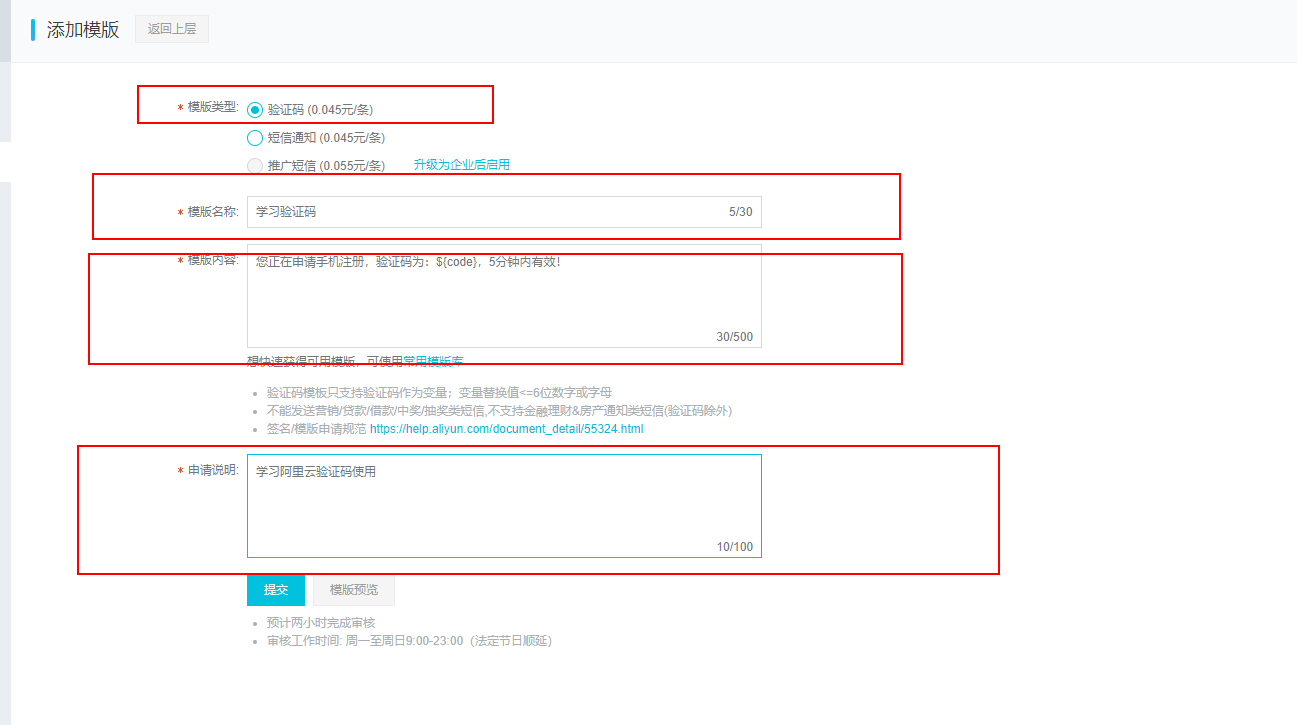 添加模版 返回上层
* 模版类型: 验证码 (0.045元/条)
短信通知 (0.045元/条)
推广短信 (0.055元/条) 升级为企业后启用
* 模版名称: 学习验证码 5/30
* 模版内容: 您正在申请手机注册，验证码为：${code}，5分钟内有效！
30/500
想快速获得可用模版，可使用常用模版库
验证码模板只支持验证码作为变量；变量替换值<=6位数字或字母
不能发送营销/贷款/借款/中奖/抽奖类短信,不支持金融理财&房产通知类短信(验证码除外)
签名/模版申请规范 https://help.aliyun.com/document_detail/55324.html
* 申请说明: 学习阿里云验证码使用
10/100
提交 模版预览
预计两小时完成审核
审核工作时间: 周一至周日9:00-23:00（法定节日顺延）